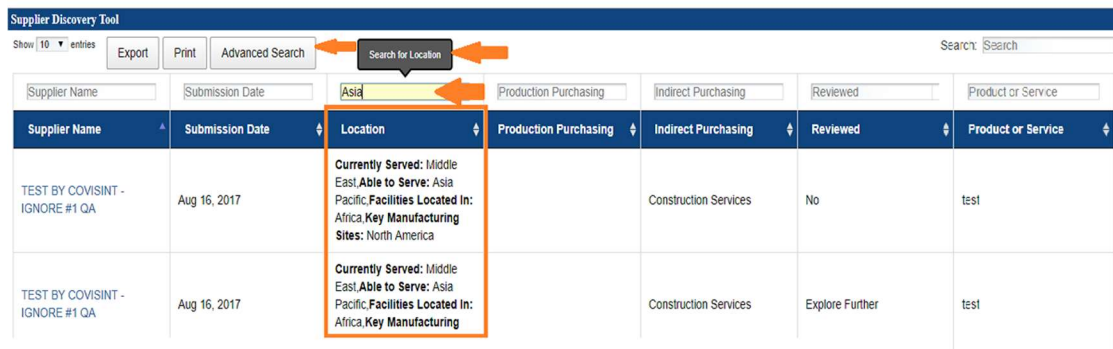 Supplier Discovery Tool
Show 10 entries Export Print Advanced Search Search for Location Search: Search
Supplier Name Submission Date Asia Production Purchasing Indirect Purchasing Reviewed Product or Service
Supplier Name Submission Date Location Production Purchasing Indirect Purchasing Reviewed Product or Service
TEST BY COVISINT -
IGNORE #1 QA
Aug 16, 2017
Currently Served: Middle
East,Able to Serve: Asia
Pacific,Facilities Located In:
Africa,Key Manufacturing
Sites: North America
Construction Services
No
test
TEST BY COVISINT -
IGNORE #1 QA
Aug 16, 2017
Currently Served: Middle
East,Able to Serve: Asia
Pacific,Facilities Located In:
Africa,Key Manufacturing
Construction Services
Explore Further
test